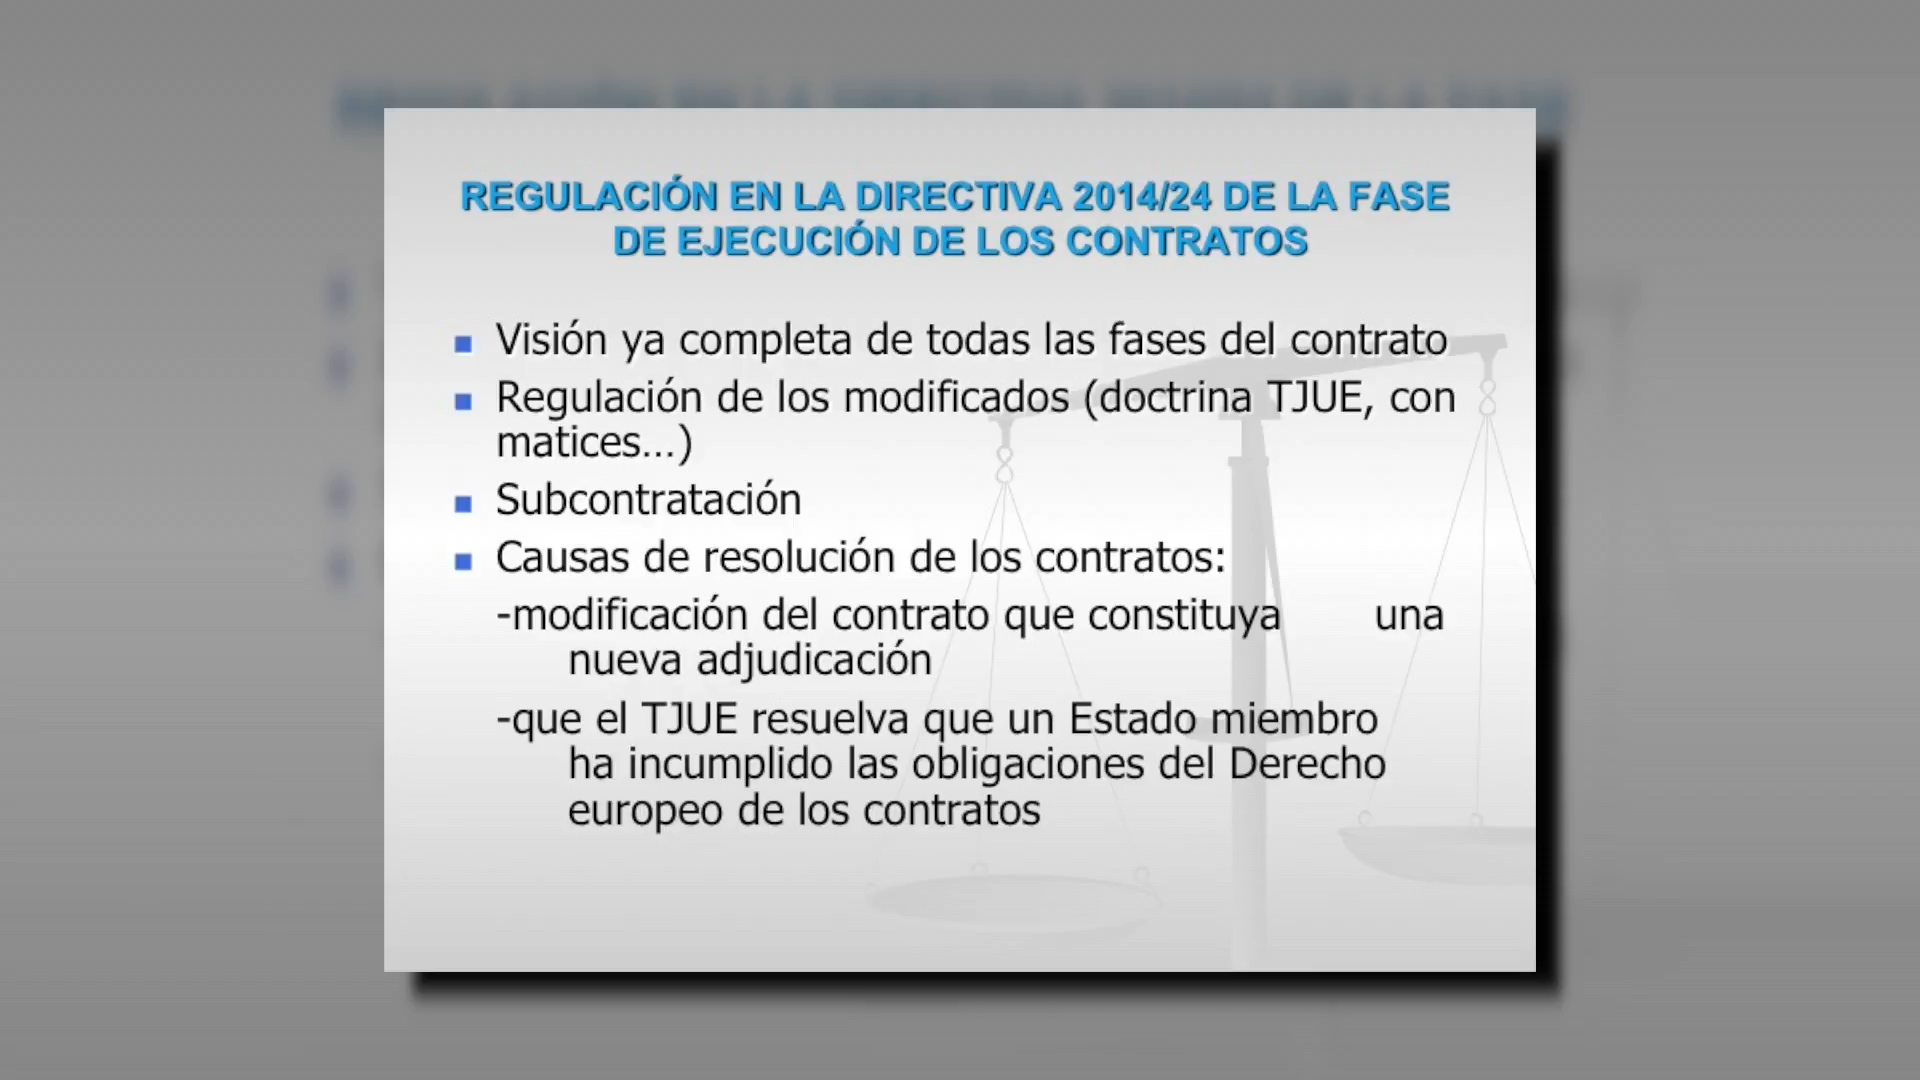 REGULACIÓN EN LA DIRECTIVA 2014/24 DE LA FASE
DE EJECUCIÓN DE LOS CONTRATOS
Visión ya completa de todas las fases del contrato
Regulación de los modificados (doctrina TJUE, con
matices...)
Subcontratación
Causas de resolución de los contratos:
-modificación del contrato que constituya una
nueva adjudicación
-que el TJUE resuelva que un Estado miembro
ha incumplido las obligaciones del Derecho
europeo de los contratos